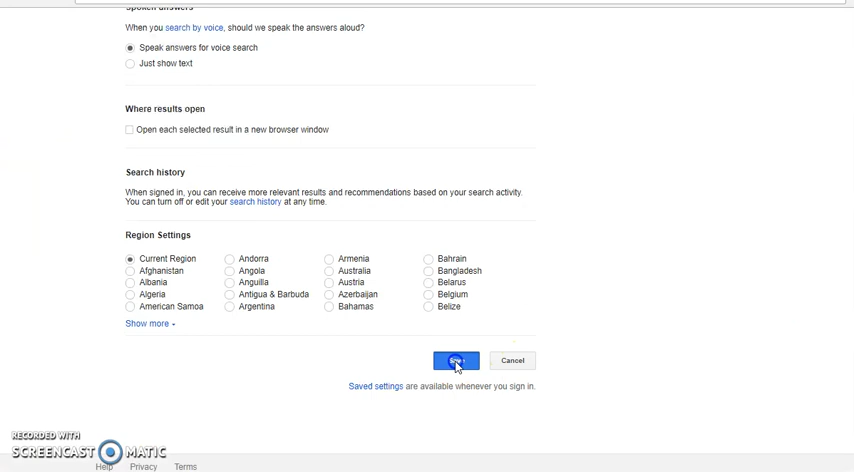 Spoken answers
When you search by voice, should we speak the answers aloud?
Speak answers for voice search
Just show text
Where results open
Open each selected result in a new browser window
Search history
When signed in, you can receive more relevant results and recommendations based on your search activity.
You can turn off or edit your search history at any time.
Region Settings
Current Region Andorra Armenia Bahrain
Afghanistan Angola Australia Bangladesh
Albania Anguilla Austria Belarus
Algeria Antigua & Barbuda Azerbaijan Belgium
American Samoa Argentina Bahamas Belize
Show more
Cancel
Saved settings are available whenever you sign in.
RECORDED WITH
SCREENCAST MATIC
Help Privacy Terms